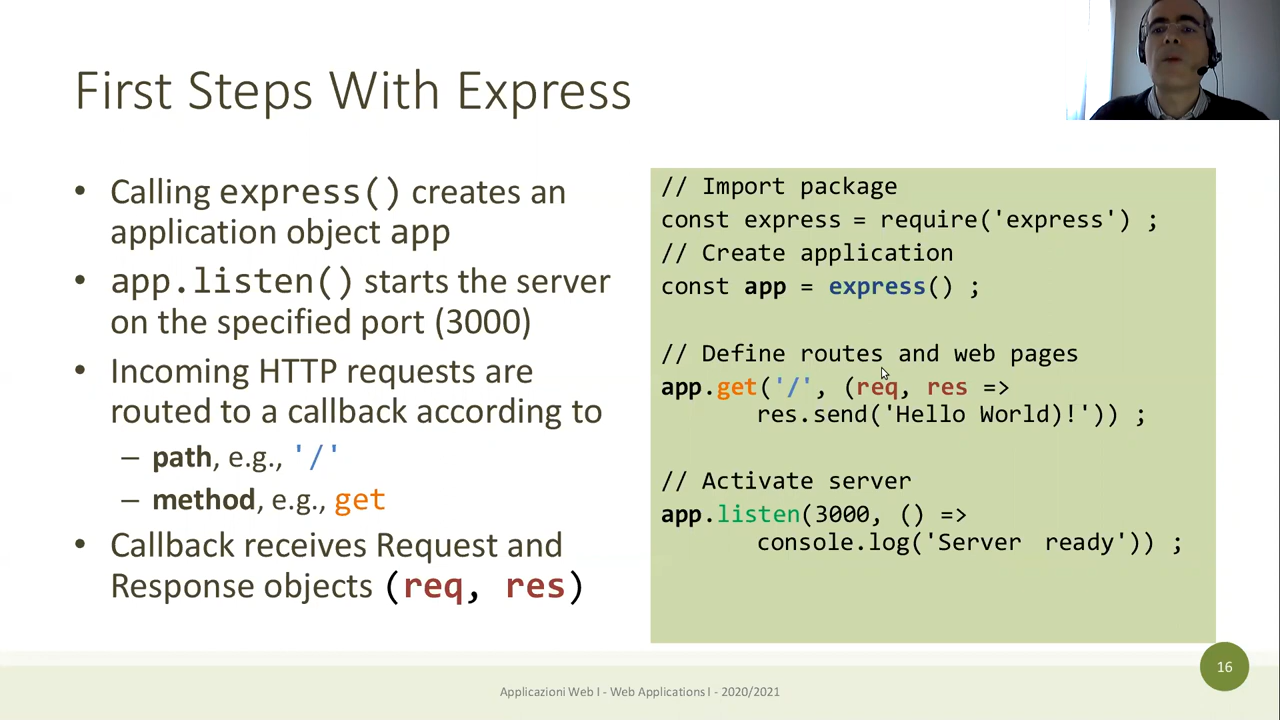 First Steps With Express
• Calling express() creates an
application object app
• app.listen() starts the server
on the specified port (3000)
• Incoming HTTP requests are
routed to a callback according to
– path, e.g., '/'
– method, e.g., get
• Callback receives Request and
Response objects (req, res)
// Import package
const express = require('express') ;
// Create application
const app = express() ;
// Define routes and web pages
app.get('/', (req, res =>
res.send('Hello World)!')) ;
// Activate server
app.listen(3000, () =>
console.log('Server ready')) ;
16
Applicazioni Web I - Web Applications I - 2020/2021